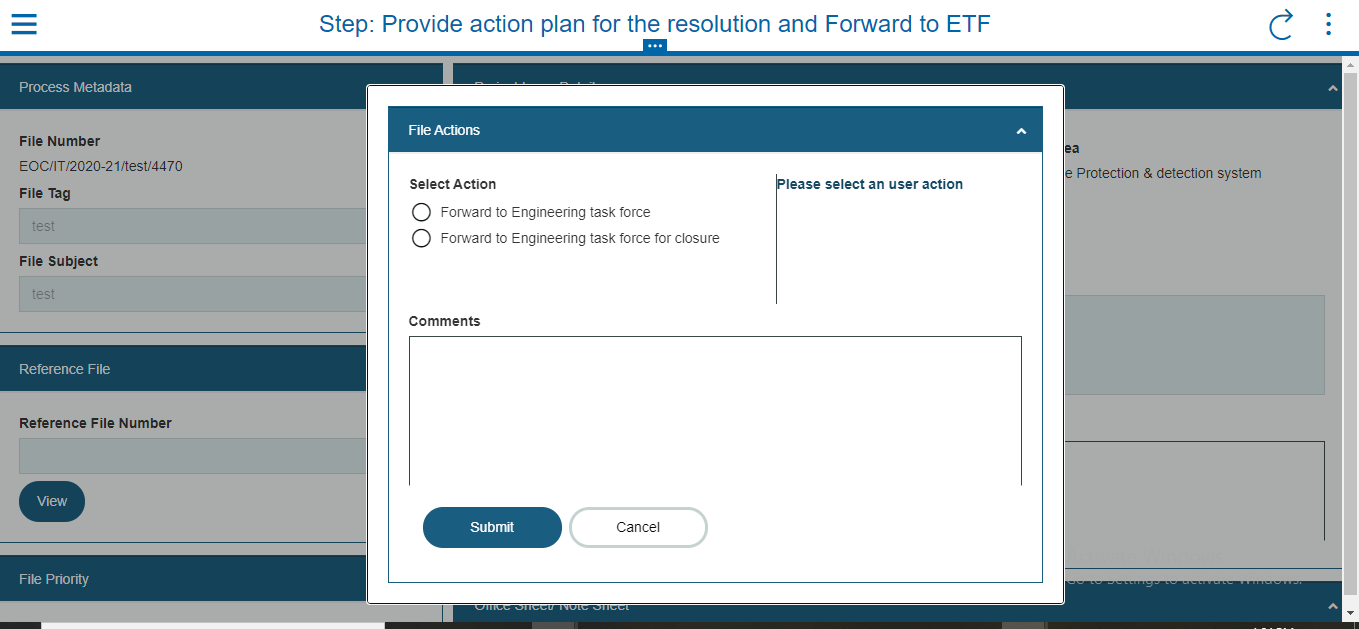 Step: Provide action plan for the resolution and Forward to ETF
Process Metadata
File Number
EOC/IT/2020-21/test/4470
File Tag
test
File Subject
test
Reference File
Reference File Number
View
File Priority
File Actions
Select Action
Forward to Engineering task force
Forward to Engineering task force for closure
Please select an user action
Comments
Submit
Cancel
Protection & detection system
Go to Settings to activate Windows.
Office Sheet/ Note Sheet